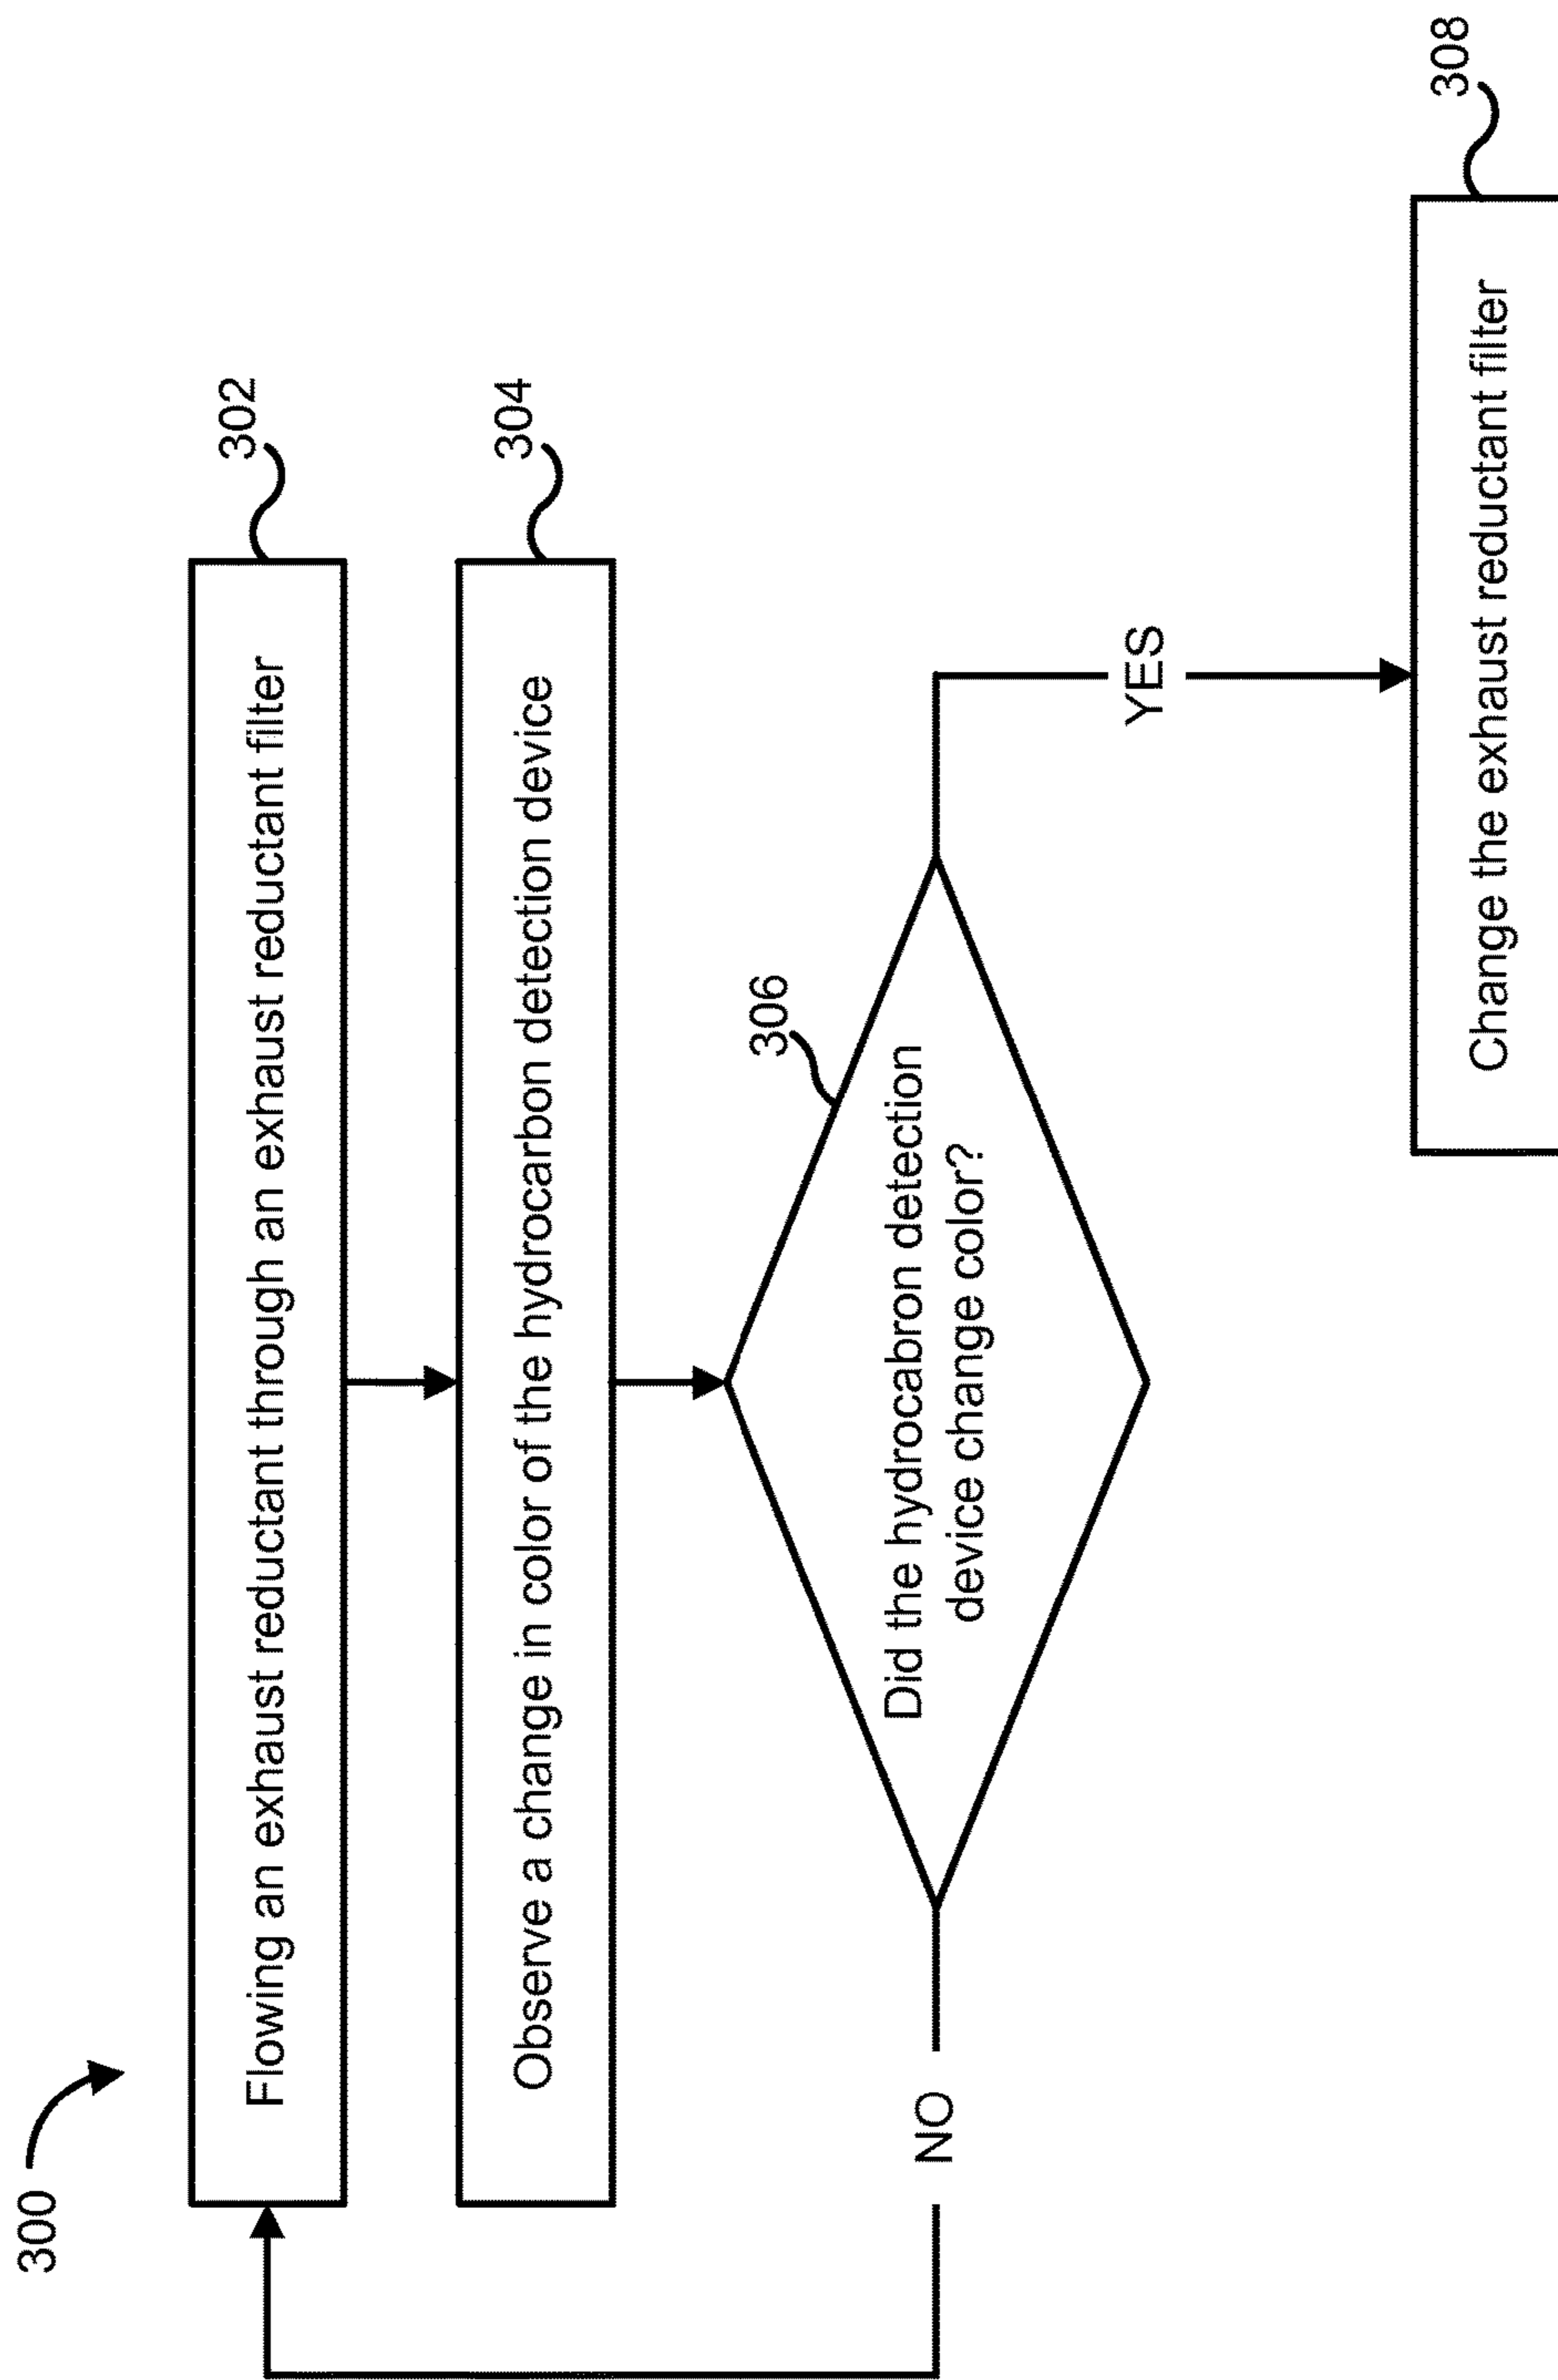 300
302
Flowing an exhaust reductant through an exhaust reductant filter
304
Observe a change in color of the hydrocarbon detection device
306
Did the hydrocabron detection
device change color?
NO
YES
308
Change the exhaust reductant filter